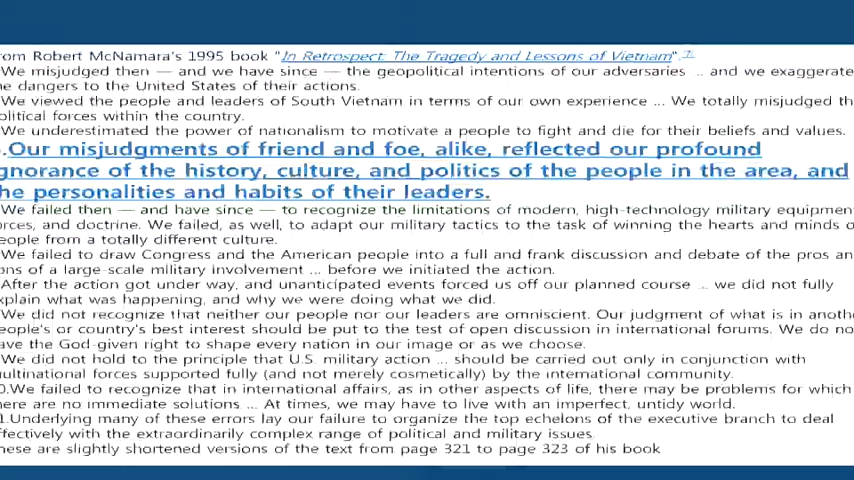 rom Robert McNamara's 1995 book "In Retrospect: The Tragedy and Lessons of Vietnam".
We misjudged then — and we have since — the geopolitical intentions of our adversaries ... and we exaggerate
he dangers to the United States of their actions.
We viewed the people and leaders of South Vietnam in terms of our own experience ... We totally misjudged th
olitical forces within the country.
We underestimated the power of nationalism to motivate a people to fight and die for their beliefs and values.
.Our misjudgments of friend and foe, alike, reflected our profound
gnorance of the history, culture, and politics of the people in the area, and
he personalities and habits of their leaders.
We failed then — and have since — to recognize the limitations of modern, high-technology military equipmen
orces, and doctrine. We failed, as well, to adapt our military tactics to the task of winning the hearts and minds o
eople from a totally different culture.
We failed to draw Congress and the American people into a full and frank discussion and debate of the pros an
ons of a large-scale military involvement ... before we initiated the action.
After the action got under way, and unanticipated events forced us off our planned course ... we did not fully
xplain what was happening, and why we were doing what we did.
We did not recognize that neither our people nor our leaders are omniscient. Our judgment of what is in anoth
eople's or country's best interest should be put to the test of open discussion in international forums. We do no
ave the God-given right to shape every nation in our image or as we choose.
We did not hold to the principle that U.S. military action ... should be carried out only in conjunction with
ultinational forces supported fully (and not merely cosmetically) by the international community.
0.We failed to recognize that in international affairs, as in other aspects of life, there may be problems for which
here are no immediate solutions ... At times, we may have to live with an imperfect, untidy world.
1.Underlying many of these errors lay our failure to organize the top echelons of the executive branch to deal
ffectively with the extraordinarily complex range of political and military issues.
hese are slightly shortened versions of the text from page 321 to page 323 of his book